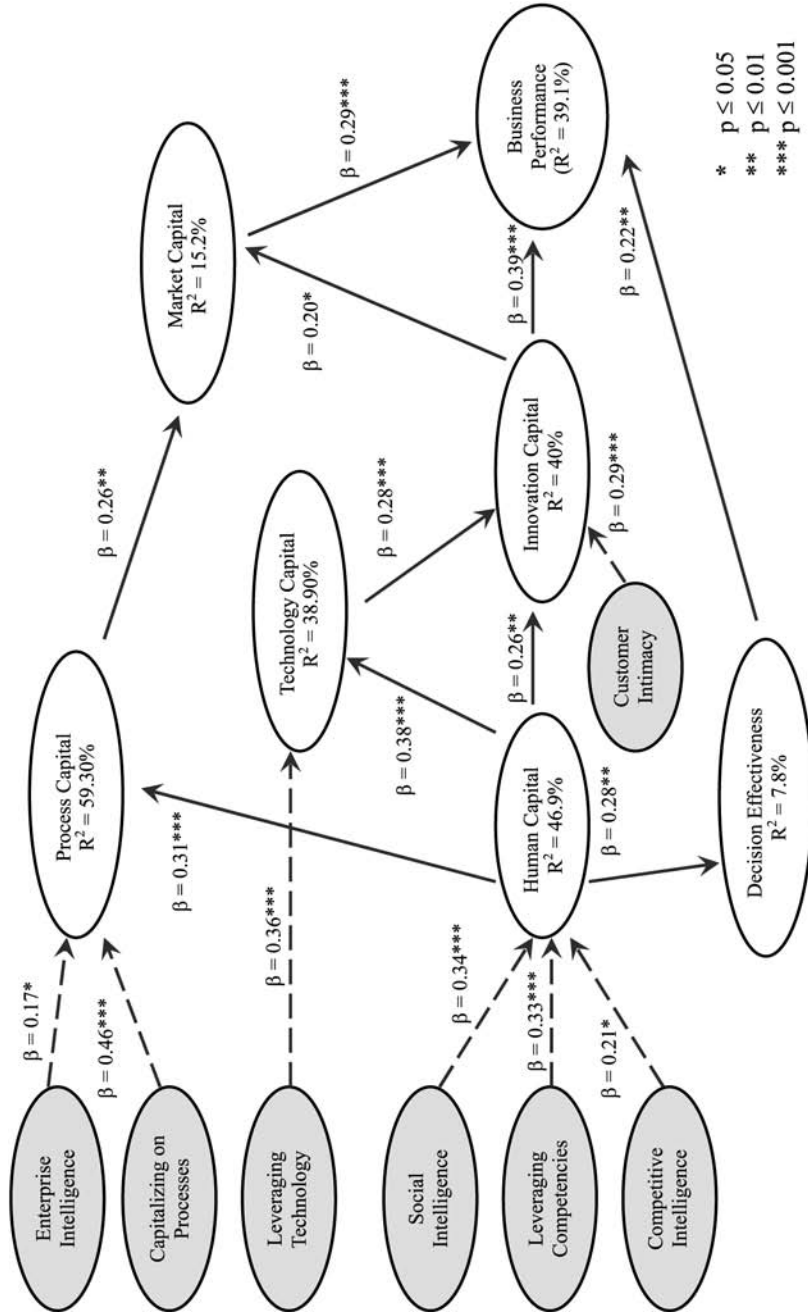 Enterprise
Intelligence
Capitalizing on
Processes
Leveraging
Technology
Social
Intelligence
Leveraging
Competencies
Competitive
Intelligence
β = 0.17*
β = 0.46***
β = 0.36***
β = 0.34***
β = 0.33***
β = 0.21*
Process Capital
R² = 59.30%
β = 0.31***
Human Capital
R² = 46.9%
β = 0.38***
β = 0.26**
β = 0.28**
Decision Effectiveness
R² = 7.8%
Technology Capital
R² = 38.90%
Customer
Intimacy
β = 0.26**
β = 0.28***
β = 0.29***
Innovation Capital
R² = 40%
Market Capital
R² = 15.2%
β = 0.20*
β = 0.39***
β = 0.29***
β = 0.22**
Business
Performance
(R² = 39.1%)
* p ≤ 0.05
** p ≤ 0.01
*** p ≤ 0.001